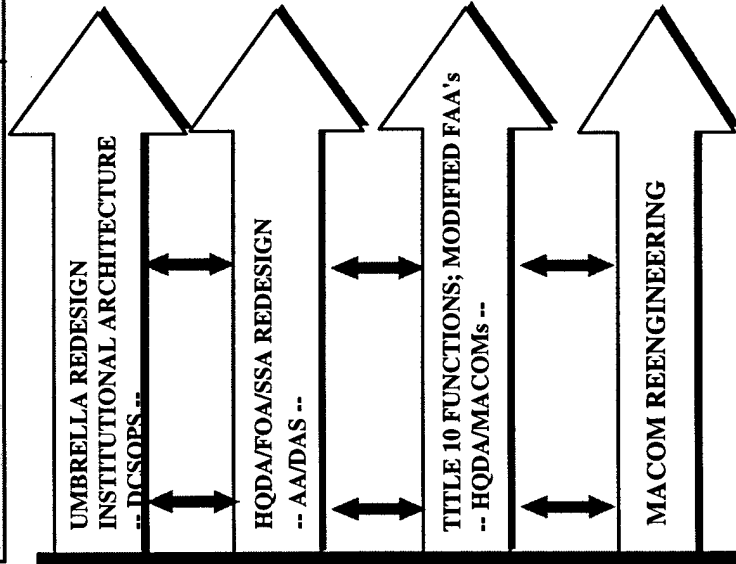 UMBRELLA REDESIGN
INSTITUTIONAL ARCHITECTURE
-- DCSOPS --
HQDA/FOA/SSA REDESIGN
-- AA/DAS --
TITLE 10 FUNCTIONS; MODIFIED FAA's
-- HQDA/MACOMs --
MACOM REENGINEERING